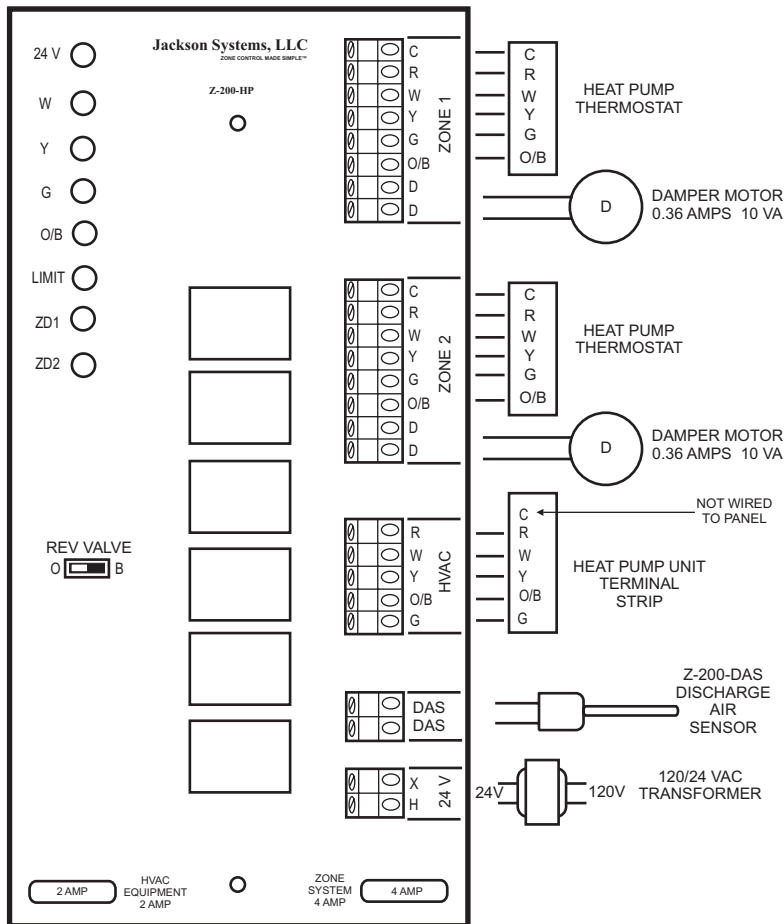 Jackson Systems, LLC
ZONE CONTROL MADE SIMPLE™
Z-200-HP
24 V
W
Y
G
O/B
LIMIT
ZD1
ZD2
REV VALVE
O B
2 AMP
HVAC
EQUIPMENT
2 AMP
ZONE
SYSTEM
4 AMP
4 AMP
C
R
W
Y
G
O/B
D
D
ZONE 1
C
R
W
Y
G
O/B
HEAT PUMP
THERMOSTAT
D
DAMPER MOTOR
0.36 AMPS 10 VA
C
R
W
Y
G
O/B
D
D
ZONE 2
C
R
W
Y
G
O/B
HEAT PUMP
THERMOSTAT
D
DAMPER MOTOR
0.36 AMPS 10 VA
R
W
Y
O/B
G
HVAC
C
R
W
Y
O/B
G
NOT WIRED
TO PANEL
HEAT PUMP UNIT
TERMINAL
STRIP
DAS
DAS
Z-200-DAS
DISCHARGE
AIR
SENSOR
X
H
24 V
24V
120V
120/24 VAC
TRANSFORMER